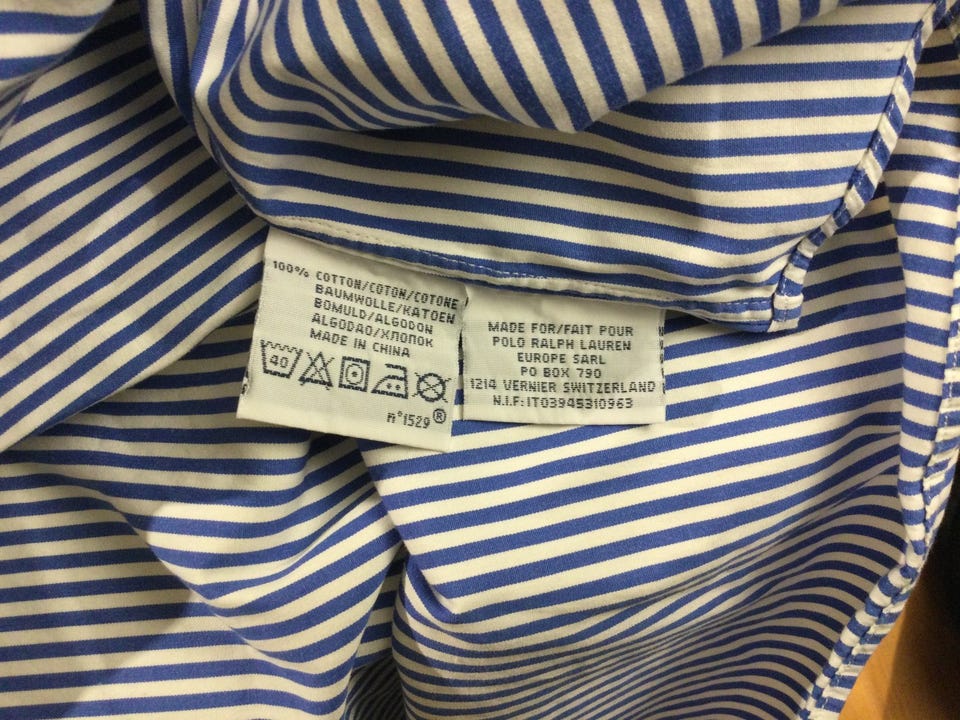 100% COTTON/COTON/COTONE
BAUMWOLLE/KATOEN
BOMULD/ALGODON
ALGODAO/ХЛОПОК
MADE IN CHINA
40
n°1529®
MADE FOR/FAIT POUR
POLO RALPH LAUREN
EUROPE SARL
PO BOX 790
1214 VERNIER SWITZERLAND
N.I.F:IT03945310963